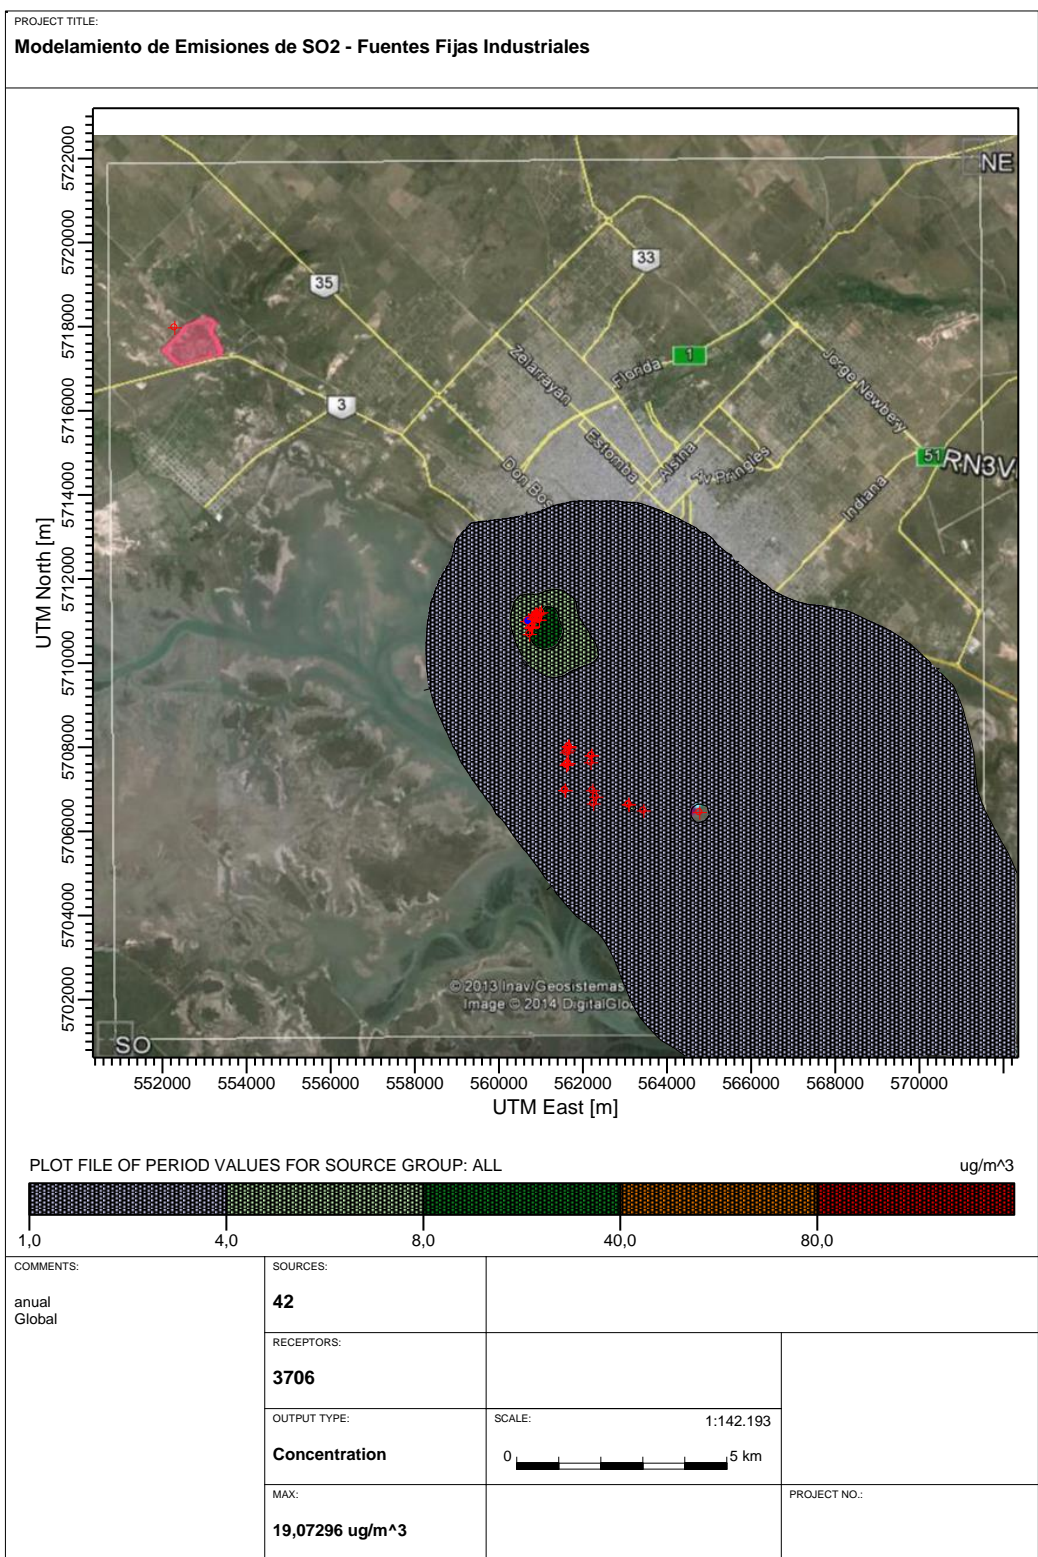 PROJECT TITLE:
Modelamiento de Emisiones de SO2 - Fuentes Fijas Industriales
UTM North [m]
5722000
5720000
5718000
5716000
5714000
5712000
5710000
5708000
5706000
5704000
5702000
NE
33
35
1
Florida
Zelarrayán
Jorge Newbery
3
Estomba
Alsina
Av Pringles
51
RN3V
Don Bos
Indiana
© 2013 Inav/Geosistemas
Image © 2014 DigitalGlo
SO
552000 554000 556000 558000 560000 562000 564000 566000 568000 570000
UTM East [m]
PLOT FILE OF PERIOD VALUES FOR SOURCE GROUP: ALL ug/m^3
1,0 4,0 8,0 40,0 80,0
COMMENTS:
anual
Global
SOURCES:
42
RECEPTORS:
3706
OUTPUT TYPE:
Concentration
SCALE: 1:142.193
0 5 km
MAX:
19,07296 ug/m^3
PROJECT NO.: